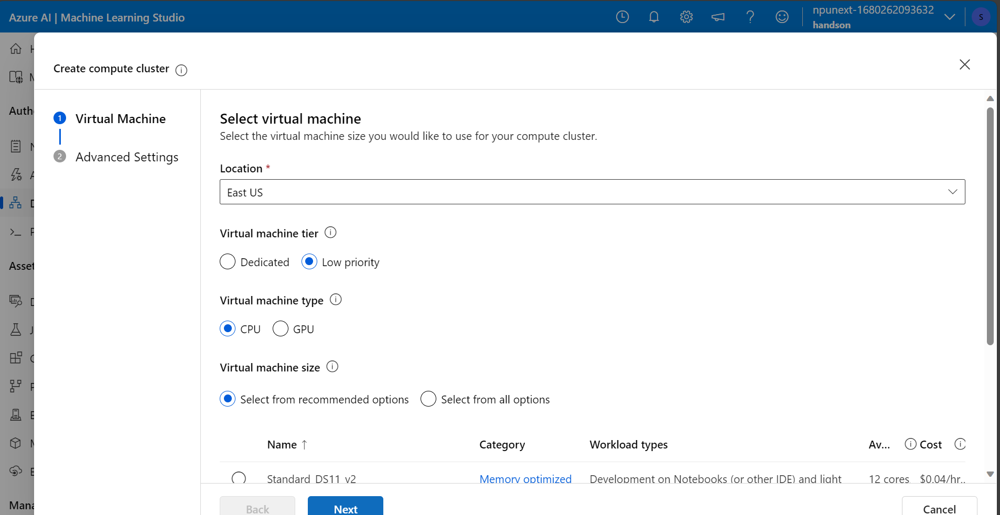 Azure AI | Machine Learning Studio
npunext-1680262093632
handson
S
Create compute cluster
1 Virtual Machine
2 Advanced Settings
Select virtual machine
Select the virtual machine size you would like to use for your compute cluster.
Location *
East US
Virtual machine tier
Dedicated Low priority
Virtual machine type
CPU GPU
Virtual machine size
Select from recommended options Select from all options
Name ↑ Category Workload types Av... Cost
Standard_DS11_v2 Memory optimized Development on Notebooks (or other IDE) and light 12 cores $0.04/hr..
Back Next Cancel